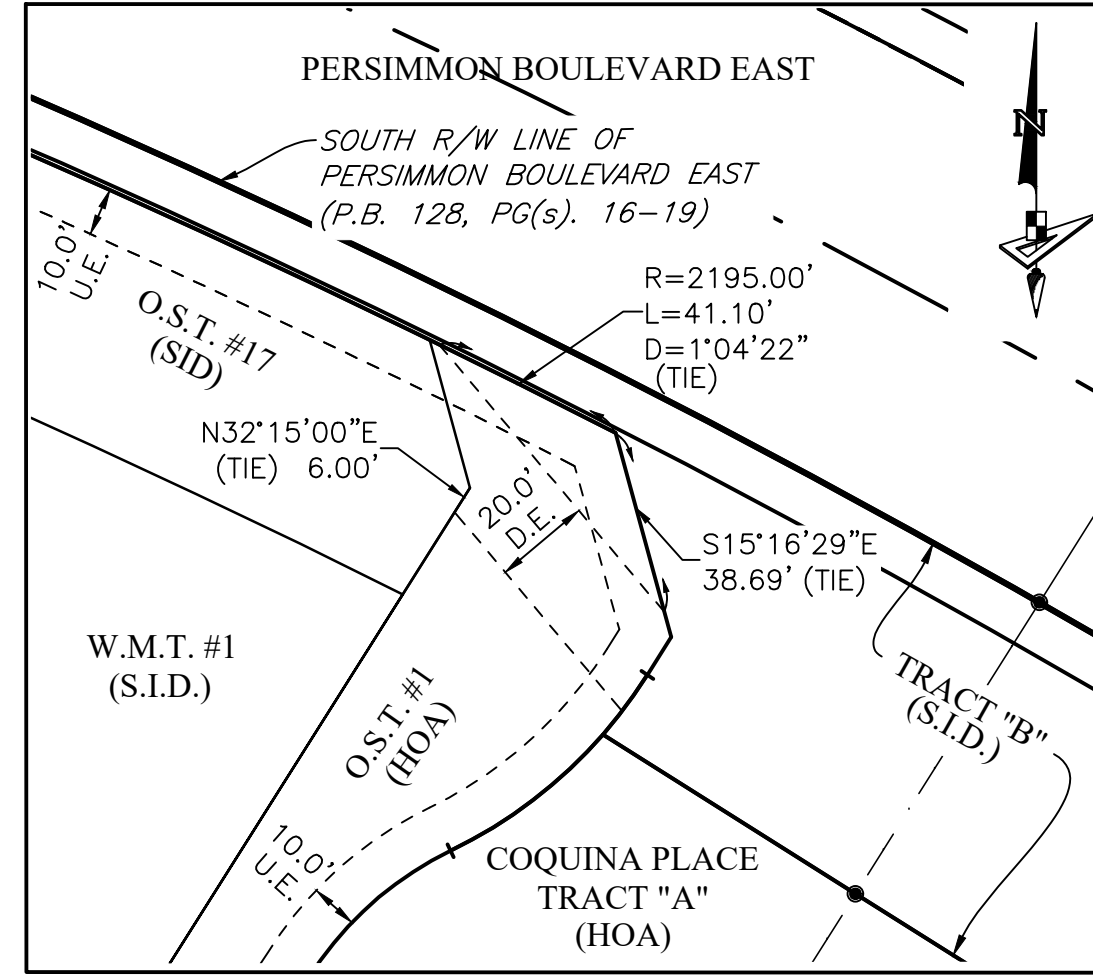 PERSIMMON BOULEVARD EAST
N
SOUTH R/W LINE OF
PERSIMMON BOULEVARD EAST
(P.B. 128, PG(s). 16-19)
10.0'
U.E.
O.S.T. #17
(SID)
R=2195.00'
L=41.10'
D=1°04'22"
(TIE)
N32°15'00"E
(TIE) 6.00'
20.0'
D.E.
S15°16'29"E
38.69' (TIE)
W.M.T. #1
(S.I.D.)
O.S.T. #1
(HOA)
TRACT "B"
(S.I.D.)
10.0'
U.E.
COQUINA PLACE
TRACT "A"
(HOA)